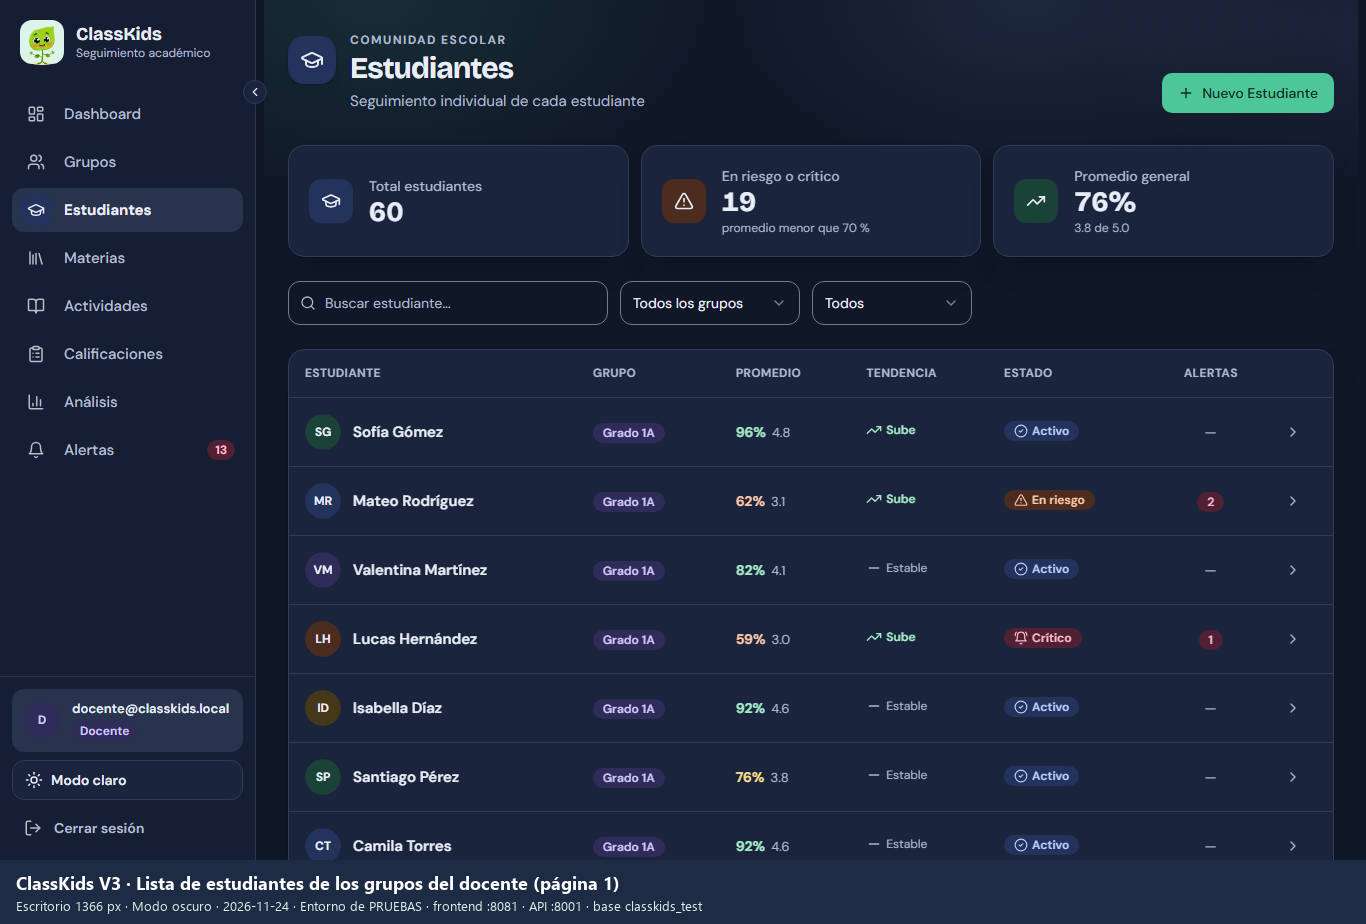 ClassKids
Seguimiento académico
Dashboard
Grupos
Estudiantes
Materias
Actividades
Calificaciones
Análisis
Alertas 13
D docente@classkids.local
Docente
Modo claro
Cerrar sesión
COMUNIDAD ESCOLAR
Estudiantes
Seguimiento individual de cada estudiante
+ Nuevo Estudiante
Total estudiantes
60
En riesgo o crítico
19
promedio menor que 70 %
Promedio general
76%
3.8 de 5.0
Buscar estudiante…
Todos los grupos
Todos
ESTUDIANTE GRUPO PROMEDIO TENDENCIA ESTADO ALERTAS
SG Sofía Gómez Grado 1A 96% 4.8 Sube Activo —
MR Mateo Rodríguez Grado 1A 62% 3.1 Sube En riesgo 2
VM Valentina Martínez Grado 1A 82% 4.1 Estable Activo —
LH Lucas Hernández Grado 1A 59% 3.0 Sube Crítico 1
ID Isabella Díaz Grado 1A 92% 4.6 Estable Activo —
SP Santiago Pérez Grado 1A 76% 3.8 Estable Activo —
CT Camila Torres Grado 1A 92% 4.6 Estable Activo —
ClassKids V3 · Lista de estudiantes de los grupos del docente (página 1)
Escritorio 1366 px · Modo oscuro · 2026-11-24 · Entorno de PRUEBAS · frontend :8081 · API :8001 · base classkids_test